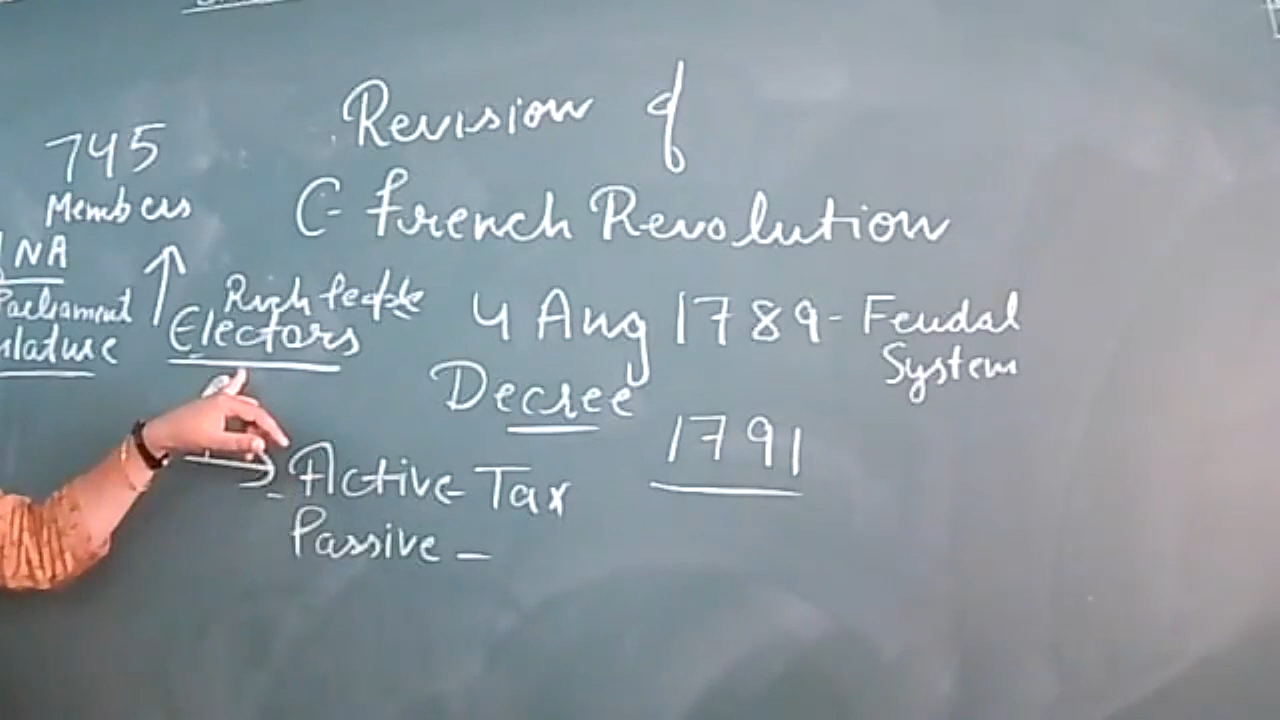 Revision of
C- French Revolution
745
Members
NA
Parliament
Rich People
Electors
4 Aug 1789 - Feudal
System
Decree
1791
Active - Tax
Passive -